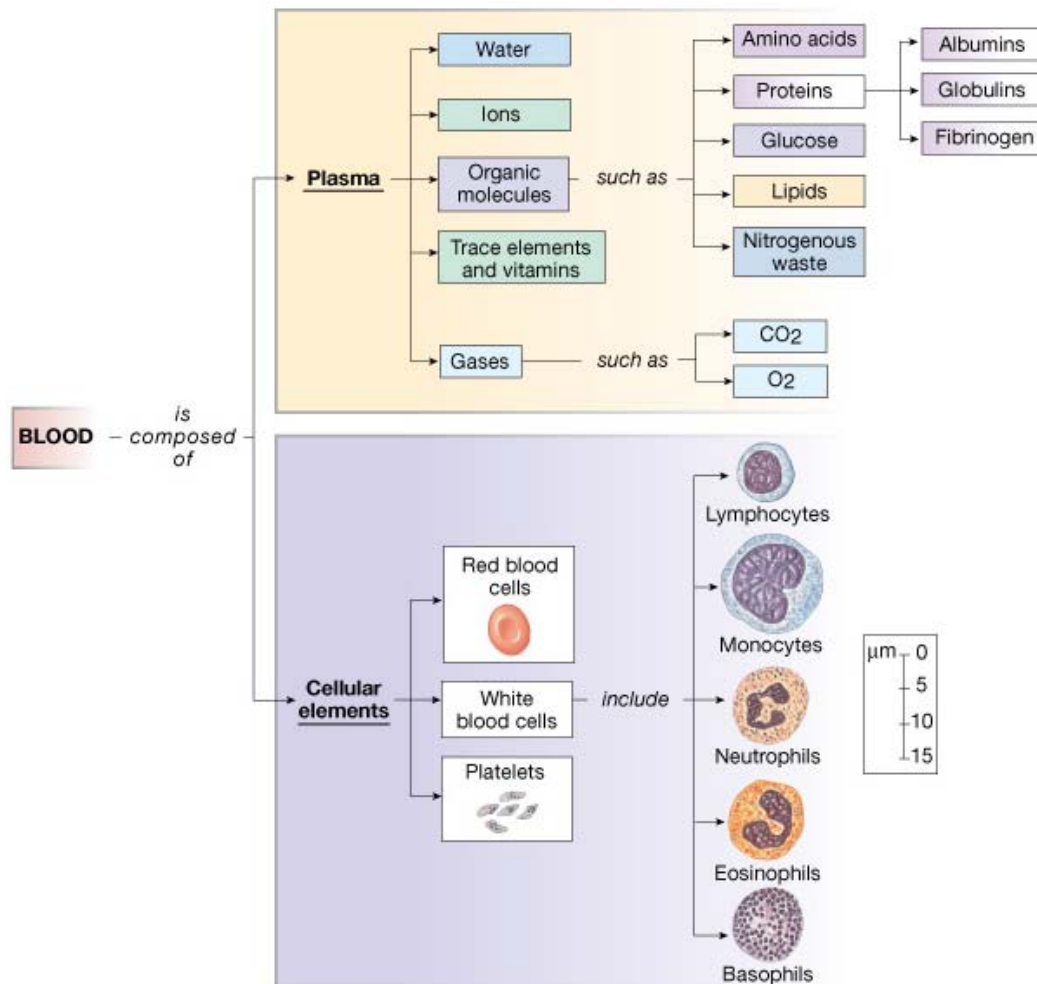 BLOOD
is
composed
of
Plasma
Water
Ions
Organic
molecules
such as
Trace elements
and vitamins
Gases
such as
Amino acids
Proteins
Glucose
Lipids
Nitrogenous
waste
Albumins
Globulins
Fibrinogen
CO2
O2
Cellular
elements
Red blood
cells
White
blood cells
include
Platelets
Lymphocytes
Monocytes
Neutrophils
Eosinophils
Basophils
µm 0
5
10
15